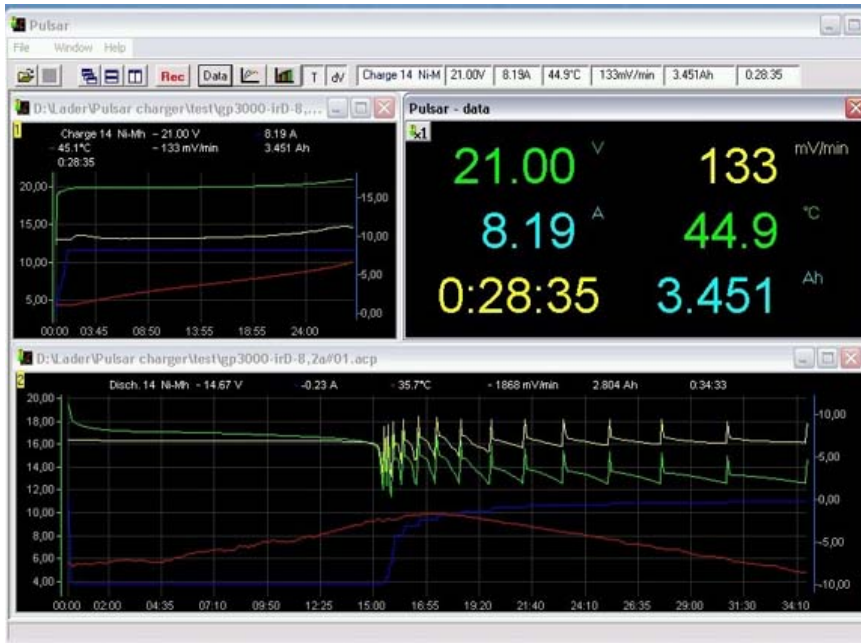 Pulsar
File Window Help
Rec Data T dV Charge 14 Ni-M 21.00V 8.19A 44.9°C 133mV/min 3.451Ah 0:28:35
D:\Lader\Pulsar charger\test\gp3000-irD-8,...
1
Charge 14 Ni-Mh - 21.00 V - 8.19 A
- 45.1°C - 133 mV/min 3.451 Ah
0:28:35
20,00
15,00
10,00
5,00
-15,00
-10,00
-5,00
-0,00
00:00 03:45 08:50 13:55 18:55 24:00
Pulsar - data
x1
21.00 V 133 mV/min
8.19 A 44.9 °C
0:28:35 3.451 Ah
D:\Lader\Pulsar charger\test\gp3000-irD-8,2a#01.acp
2
Disch. 14 Ni-Mh - 14.67 V -0.23 A - 35.7°C - 1868 mV/min 2.804 Ah 0:34:33
20,00
18,00
16,00
14,00
12,00
10,00
8,00
6,00
4,00
-10,00
-5,00
-0,00
-5,00
-10,00
00:00 02:00 04:35 07:10 09:50 12:25 15:00 16:55 19:20 21:40 24:10 26:35 29:00 31:30 34:10